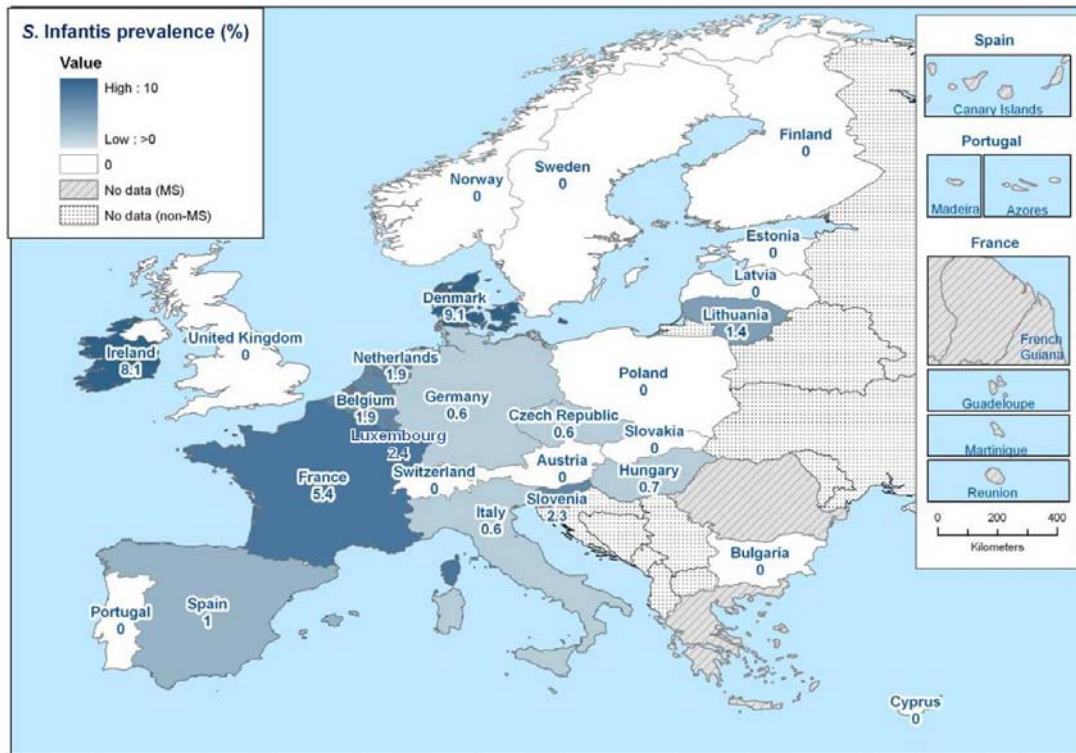 S. Infantis prevalence (%)
Value
High : 10
Low : >0
0
No data (MS)
No data (non-MS)
Spain
Canary Islands
Portugal
Madeira
Azores
France
French
Guiana
Guadeloupe
Martinique
Reunion
0 200 400
Kilometers
Finland
0
Sweden
0
Norway
0
Estonia
0
Latvia
0
Lithuania
1.4
Denmark
9.1
Ireland
8.1
United Kingdom
0
Netherlands
1.9
Belgium
1.9
Germany
0.6
Poland
0
Czech Republic
0.6
Luxembourg
2.4
Slovakia
0
France
5.4
Switzerland
0
Austria
0
Hungary
0.7
Slovenia
2.3
Italy
0.6
Bulgaria
0
Portugal
0
Spain
1
Cyprus
0